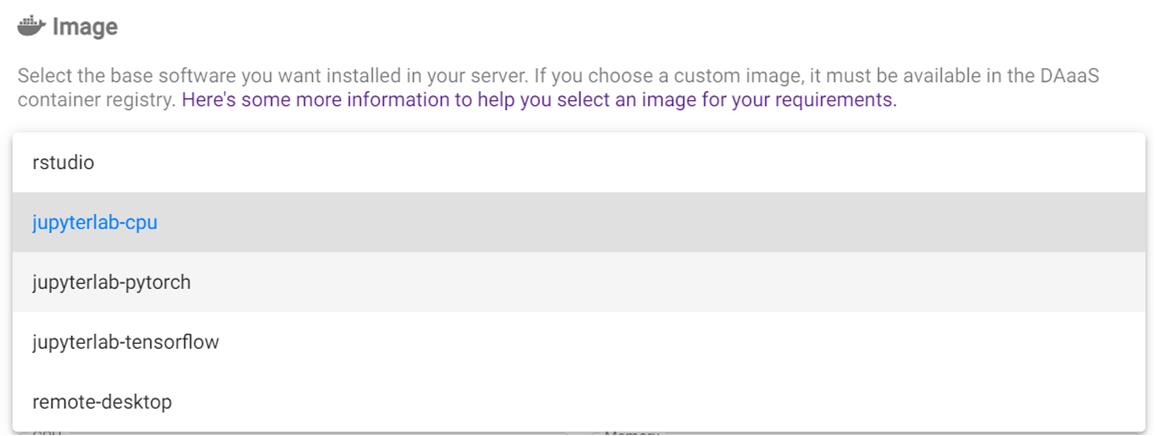 Image
Select the base software you want installed in your server. If you choose a custom image, it must be available in the DAaaS
container registry. Here's some more information to help you select an image for your requirements.
rstudio
jupyterlab-cpu
jupyterlab-pytorch
jupyterlab-tensorflow
remote-desktop